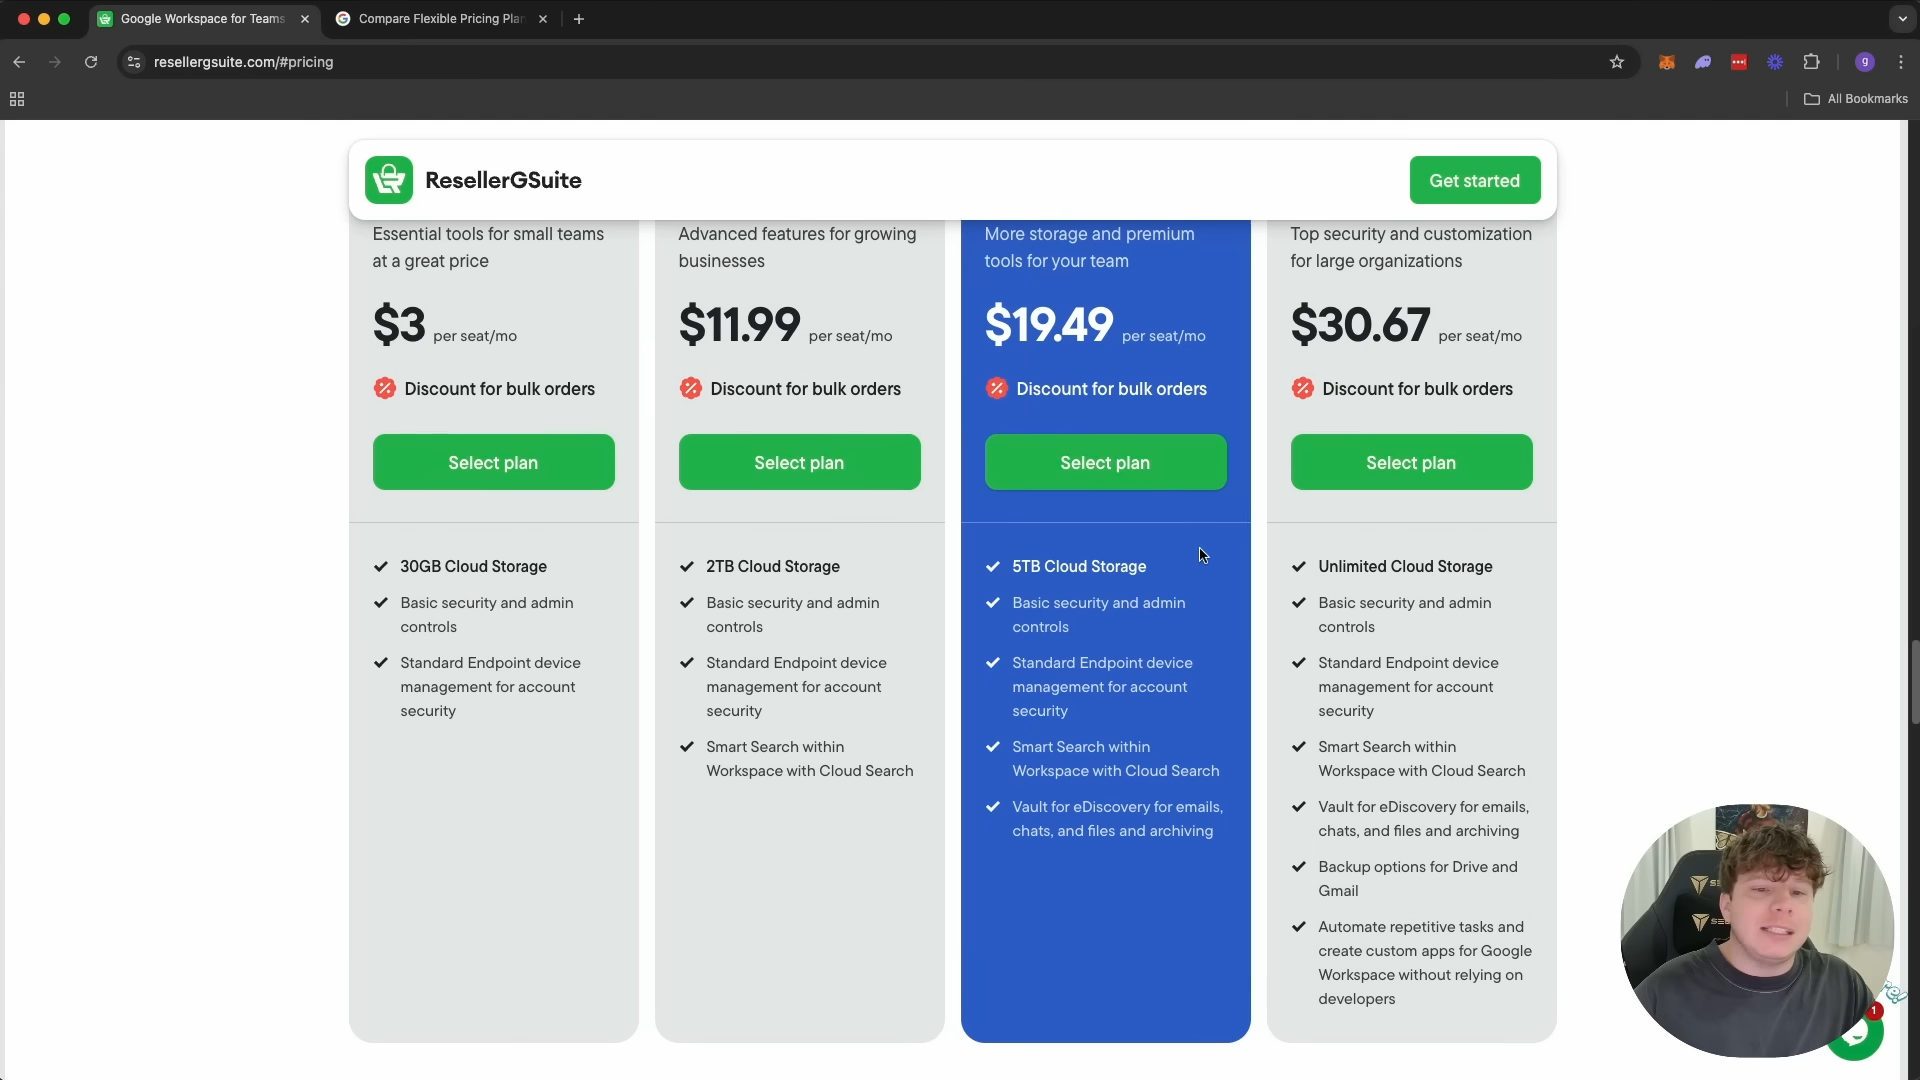 Google Workspace for Teams
Compare Flexible Pricing Plan
resellergsuite.com/#pricing
g
All Bookmarks
ResellerGSuite
Get started
Essential tools for small teams
at a great price
$3 per seat/mo
Discount for bulk orders
Select plan
30GB Cloud Storage
Basic security and admin
controls
Standard Endpoint device
management for account
security
Advanced features for growing
businesses
$11.99 per seat/mo
Discount for bulk orders
Select plan
2TB Cloud Storage
Basic security and admin
controls
Standard Endpoint device
management for account
security
Smart Search within
Workspace with Cloud Search
More storage and premium
tools for your team
$19.49 per seat/mo
Discount for bulk orders
Select plan
5TB Cloud Storage
Basic security and admin
controls
Standard Endpoint device
management for account
security
Smart Search within
Workspace with Cloud Search
Vault for eDiscovery for emails,
chats, and files and archiving
Top security and customization
for large organizations
$30.67 per seat/mo
Discount for bulk orders
Select plan
Unlimited Cloud Storage
Basic security and admin
controls
Standard Endpoint device
management for account
security
Smart Search within
Workspace with Cloud Search
Vault for eDiscovery for emails,
chats, and files and archiving
Backup options for Drive and
Gmail
Automate repetitive tasks and
create custom apps for Google
Workspace without relying on
developers
1